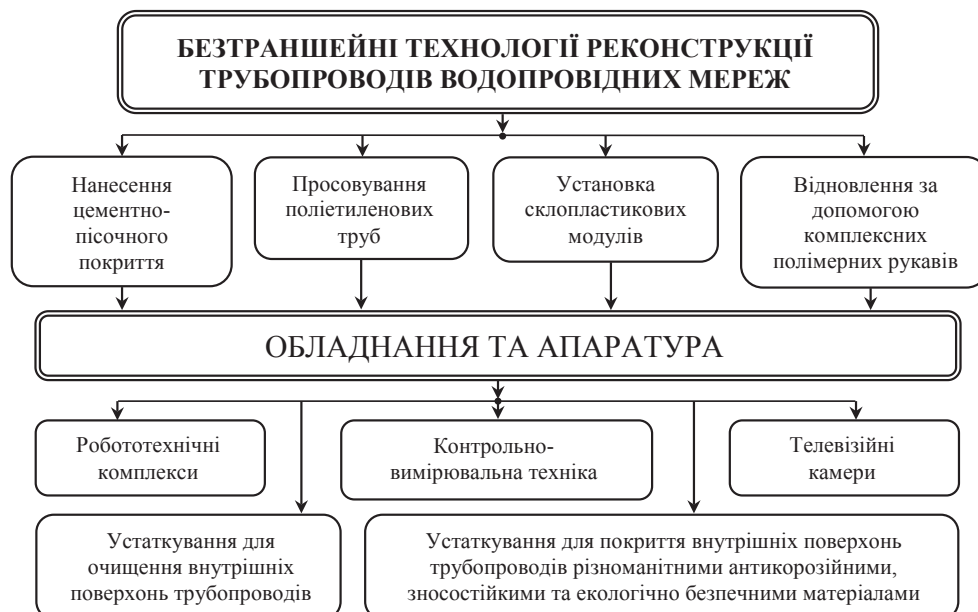 БЕЗТРАНШЕЙНІ ТЕХНОЛОГІЇ РЕКОНСТРУКЦІЇ
ТРУБОПРОВОДІВ ВОДОПРОВІДНИХ МЕРЕЖ
Нанесення
цементно-
пісочного
покриття
Просовування
поліетиленових
труб
Установка
склопластикових
модулів
Відновлення за
допомогою
комплексних
полімерних рукавів
ОБЛАДНАННЯ ТА АПАРАТУРА
Робототехнічні
комплекси
Контрольно-
вимірювальна техніка
Телевізійні
камери
Устаткування для
очищення внутрішніх
поверхонь трубопроводів
Устаткування для покриття внутрішніх поверхонь
трубопроводів різноманітними антикорозійними,
зносостійкими та екологічно безпечними матеріалами